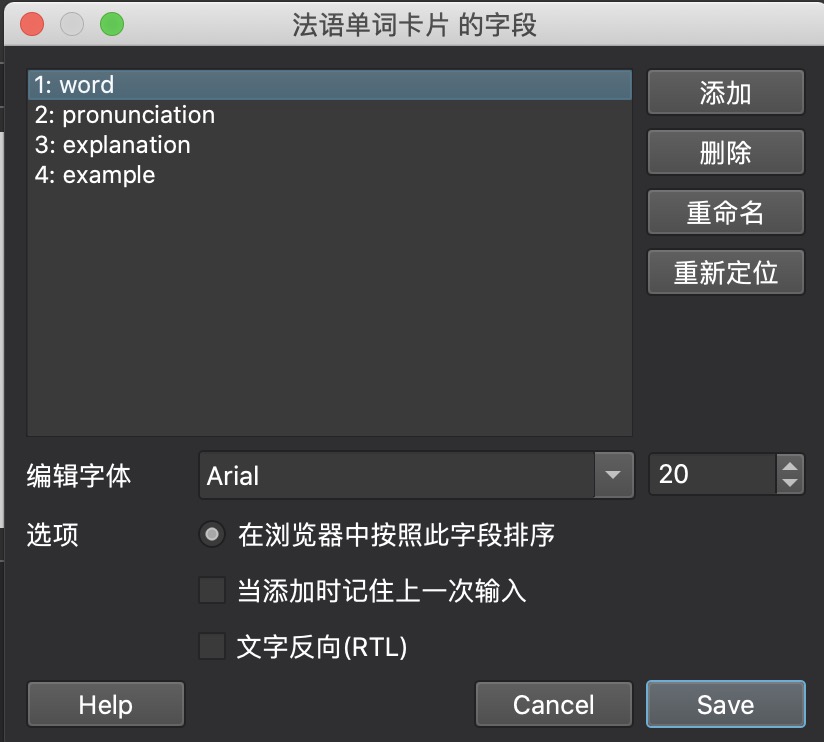 法语单词卡片 的字段
1: word
2: pronunciation
3: explanation
4: example
添加
删除
重命名
重新定位
编辑字体
Arial
20
选项
在浏览器中按照此字段排序
当添加时记住上一次输入
文字反向(RTL)
Help
Cancel
Save